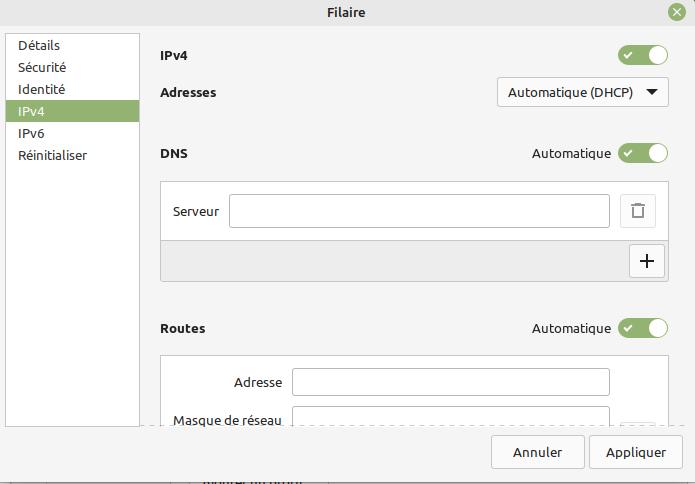 Filaire
Détails
Sécurité
Identité
IPv4
IPv6
Réinitialiser
IPv4
Adresses
Automatique (DHCP)
DNS
Automatique
Serveur
Routes
Automatique
Adresse
Masque de réseau
Annuler
Appliquer